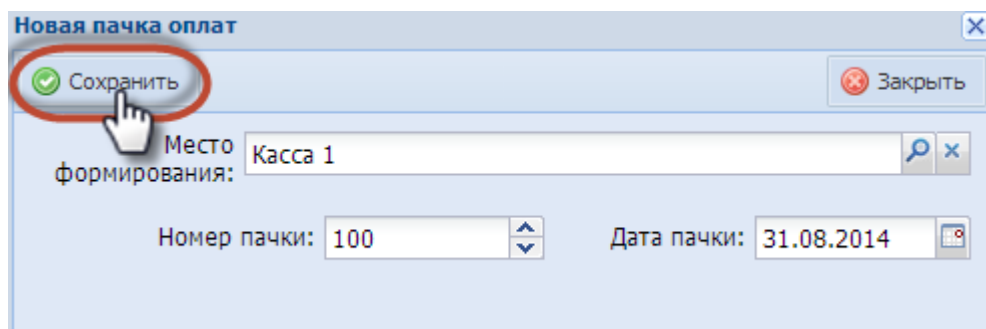 Новая пачка оплат
Сохранить
Закрыть
Место
формирования:
Касса 1
Номер пачки: 100
Дата пачки: 31.08.2014